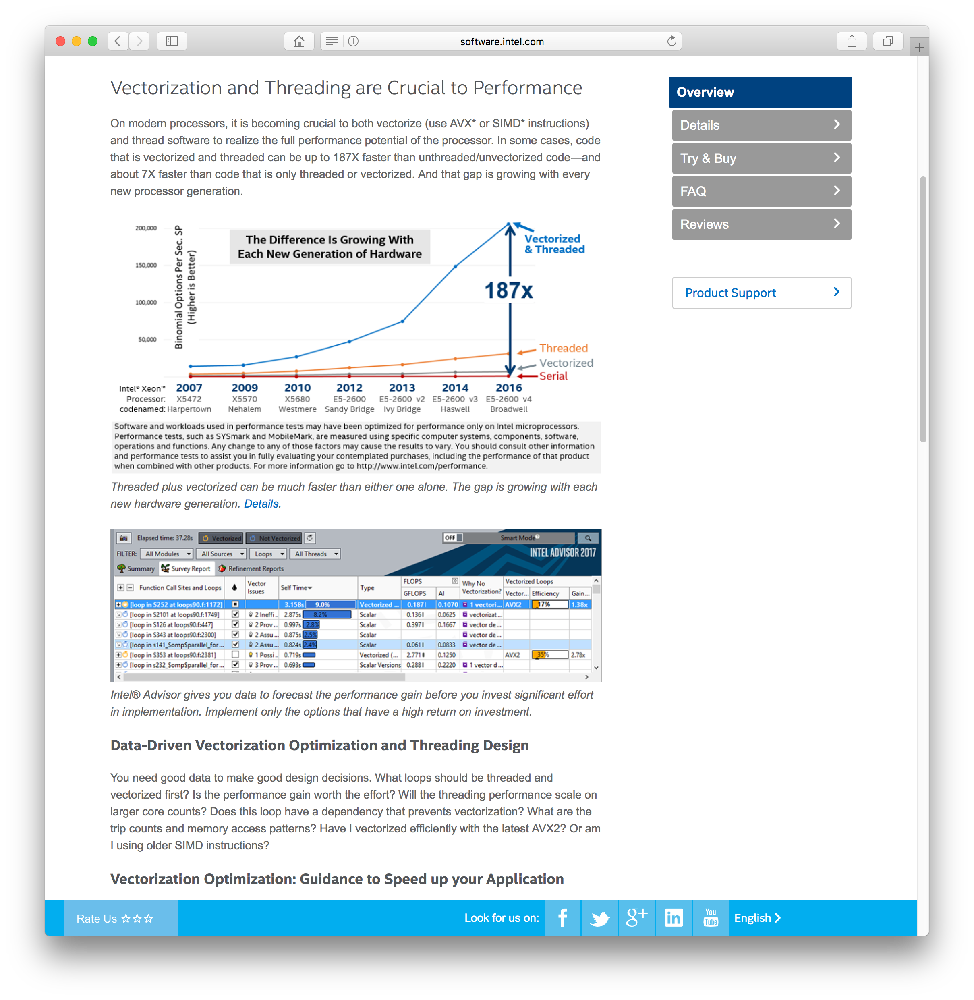 software.intel.com
Vectorization and Threading are Crucial to Performance
On modern processors, it is becoming crucial to both vectorize (use AVX* or SIMD* instructions)
and thread software to realize the full performance potential of the processor. In some cases, code
that is vectorized and threaded can be up to 187X faster than unthreaded/unvectorized code—and
about 7X faster than code that is only threaded or vectorized. And that gap is growing with every
new processor generation.
Overview
Details
Try & Buy
FAQ
Reviews
Product Support
Binomial Options Per Sec. SP
(Higher is Better)
200,000
150,000
100,000
50,000
The Difference Is Growing With
Each New Generation of Hardware
Vectorized
& Threaded
187x
Threaded
Vectorized
Serial
Intel® Xeon™ 2007 2009 2010 2012 2013 2014 2016
Processor: X5472 X5570 X5680 E5-2600 E5-2600 v2 E5-2600 v3 E5-2600 v4
codenamed: Harpertown Nehalem Westmere Sandy Bridge Ivy Bridge Haswell Broadwell
Software and workloads used in performance tests may have been optimized for performance only on Intel microprocessors.
Performance tests, such as SYSmark and MobileMark, are measured using specific computer systems, components, software,
operations and functions. Any change to any of those factors may cause the results to vary. You should consult other information
and performance tests to assist you in fully evaluating your contemplated purchases, including the performance of that product
when combined with other products. For more information go to http://www.intel.com/performance.
Threaded plus vectorized can be much faster than either one alone. The gap is growing with each
new hardware generation. Details.
Elapsed time: 37.28s Vectorized Not Vectorized OFF Smart Mode
FILTER: All Modules All Sources Loops All Threads INTEL ADVISOR 2017
Summary Survey Report Refinement Reports
Function Call Sites and Loops Vector Issues Self Time Type FLOPS GFLOPS AI Why No Vectorization? Vectorized Loops Vector... Efficiency Gain...
[loop in S252 at loops90.f:1172] 3.158s 9.0% Vectorized ... 0.187 0.1070 1 vectori... AVX2 17% 1.38x
[loop in S2101 at loops90.f:1749] 2 Ineffi... 2.875s 8.2% Scalar 0.136 0.0625 vectorizat ...
[loop in S126 at loops90.f:447] 2 Prov ... 0.997s 2.8% Scalar 0.397 0.1667 vector de ...
[loop in S343 at loops90.f:2300] 2 Assu ... 0.875s 2.5% Scalar vector de ...
[loop in s141_$omp$parallel_for ... 2 Assu ... 0.824s 2.4% Scalar 0.061 0.0833 vector de ...
[loop in S353 at loops90.f:2381] 1 Possi ... 0.719s Vectorized (... 2.771 0.1250 AVX2 35% 2.78x
[loop in s232_$omp$parallel_for ... 3 Prov ... 0.693s Scalar Versions 0.288 0.2220 1 vector d ...
Intel® Advisor gives you data to forecast the performance gain before you invest significant effort
in implementation. Implement only the options that have a high return on investment.
Data-Driven Vectorization Optimization and Threading Design
You need good data to make good design decisions. What loops should be threaded and
vectorized first? Is the performance gain worth the effort? Will the threading performance scale on
larger core counts? Does this loop have a dependency that prevents vectorization? What are the
trip counts and memory access patterns? Have I vectorized efficiently with the latest AVX2? Or am
I using older SIMD instructions?
Vectorization Optimization: Guidance to Speed up your Application
Rate Us ☆☆☆ Look for us on: f g+ in You Tube English